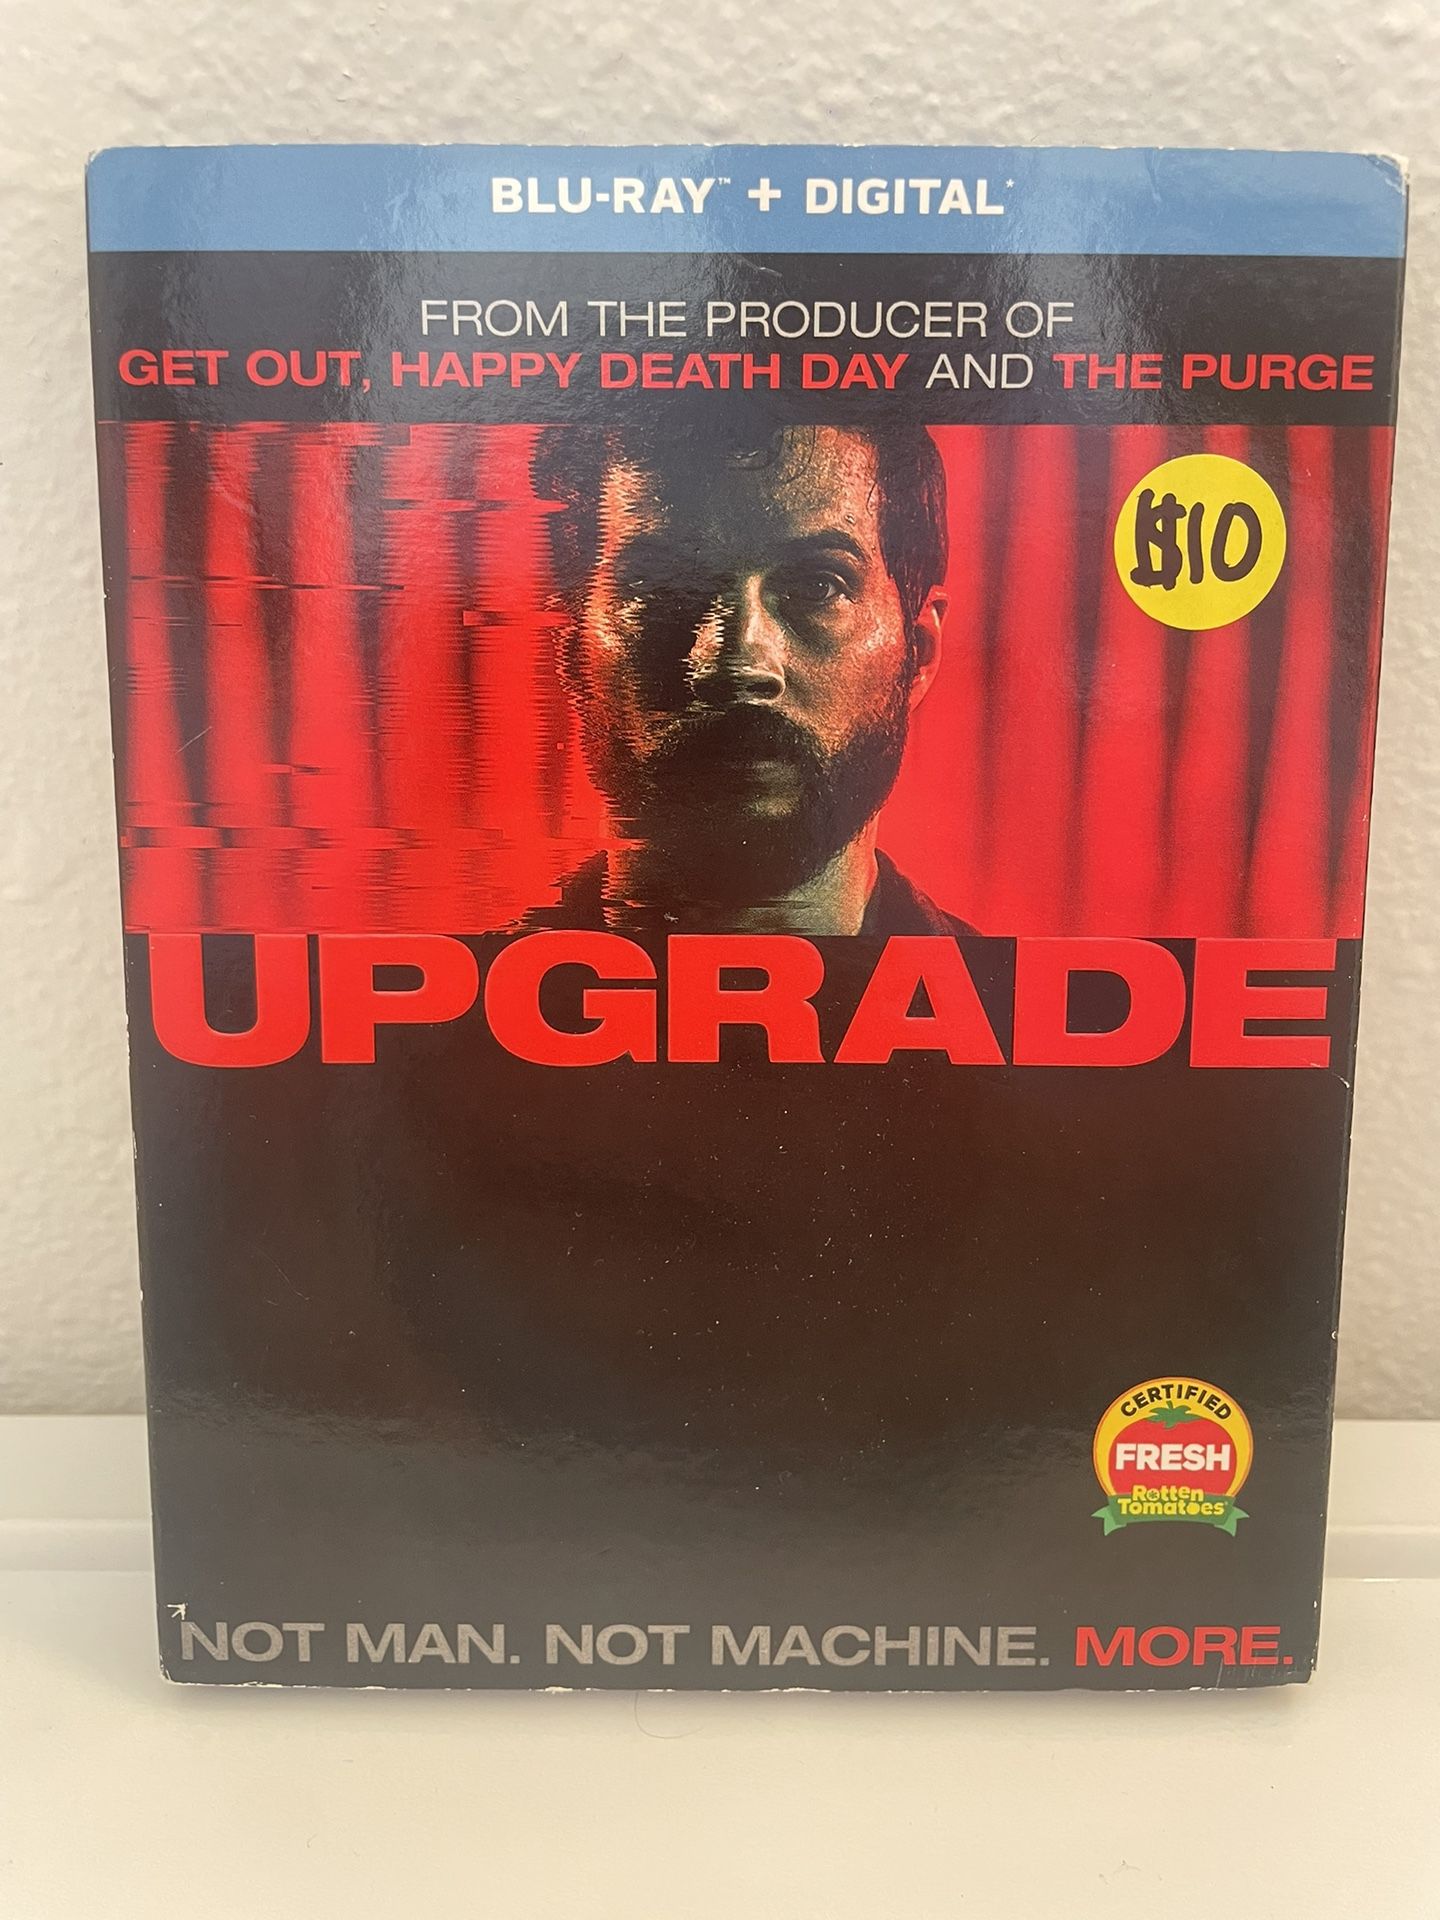 BLU-RAY™ + DIGITAL*
FROM THE PRODUCER OF
GET OUT, HAPPY DEATH DAY AND THE PURGE
$10
UPGRADE
CERTIFIED
FRESH
Rotten
Tomatoes®
NOT MAN. NOT MACHINE. MORE.